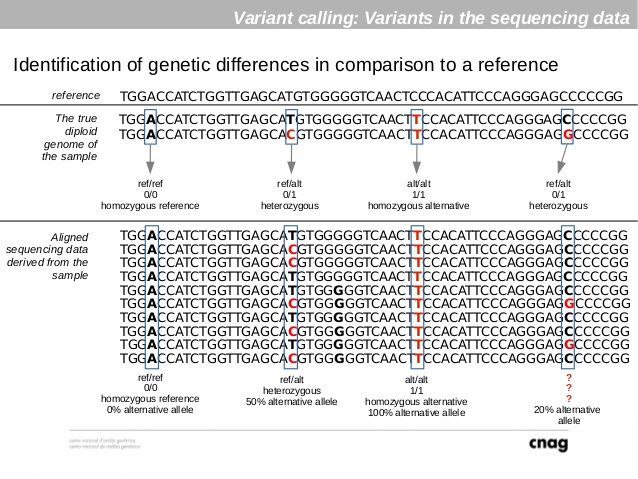 Variant calling: Variants in the sequencing data
Identification of genetic differences in comparison to a reference
reference TGGACCATCTGGTTGAGCATGTGGGGGTCAACTCCCACATTCCCAGGGAGCCCCCGG
The true diploid genome of the sample
TGGACCATCTGGTTGAGCATGTGGGGGTCAACTTCCACATTCCCAGGGAGCCCCCGG
TGGACCATCTGGTTGAGCACGTGGGGGTCAACTTCCACATTCCCAGGGAGGCCCCGG
ref/ref
0/0
homozygous reference
ref/alt
0/1
heterozygous
alt/alt
1/1
homozygous alternative
ref/alt
0/1
heterozygous
Aligned
sequencing data
derived from the
sample
TGGACCATCTGGTTGAGCATGTGGGGGTCAACTTCCACATTCCCAGGGAGCCCCCGG
TGGACCATCTGGTTGAGCACGTGGGGGTCAACTTCCACATTCCCAGGGAGCCCCCGG
TGGACCATCTGGTTGAGCACGTGGGGGTCAACTTCCACATTCCCAGGGAGCCCCCGG
TGGACCATCTGGTTGAGCATGTGGGGGTCAACTTCCACATTCCCAGGGAGCCCCCGG
TGGACCATCTGGTTGAGCATGTGGGGGTCAACTTCCACATTCCCAGGGAGCCCCCGG
TGGACCATCTGGTTGAGCACGTGGGGGTCAACTTCCACATTCCCAGGGAGGCCCCGG
TGGACCATCTGGTTGAGCATGTGGGGGTCAACTTCCACATTCCCAGGGAGCCCCCGG
TGGACCATCTGGTTGAGCACGTGGGGGTCAACTTCCACATTCCCAGGGAGCCCCCGG
TGGACCATCTGGTTGAGCATGTGGGGGTCAACTTCCACATTCCCAGGGAGGCCCCGG
TGGACCATCTGGTTGAGCACGTGGGGGTCAACTTCCACATTCCCAGGGAGCCCCCGG
ref/ref
0/0
homozygous reference
0% alternative allele
ref/alt
heterozygous
50% alternative allele
alt/alt
1/1
homozygous alternative
100% alternative allele
?
?
?
20% alternative
allele
cnag